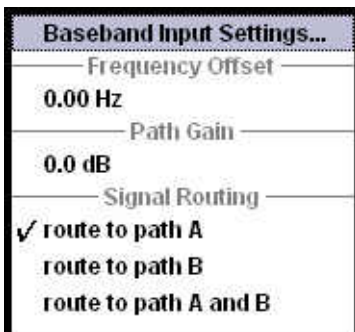 Baseband Input Settings...
Frequency Offset
0.00 Hz
Path Gain
0.0 dB
Signal Routing
✓ route to path A
route to path B
route to path A and B